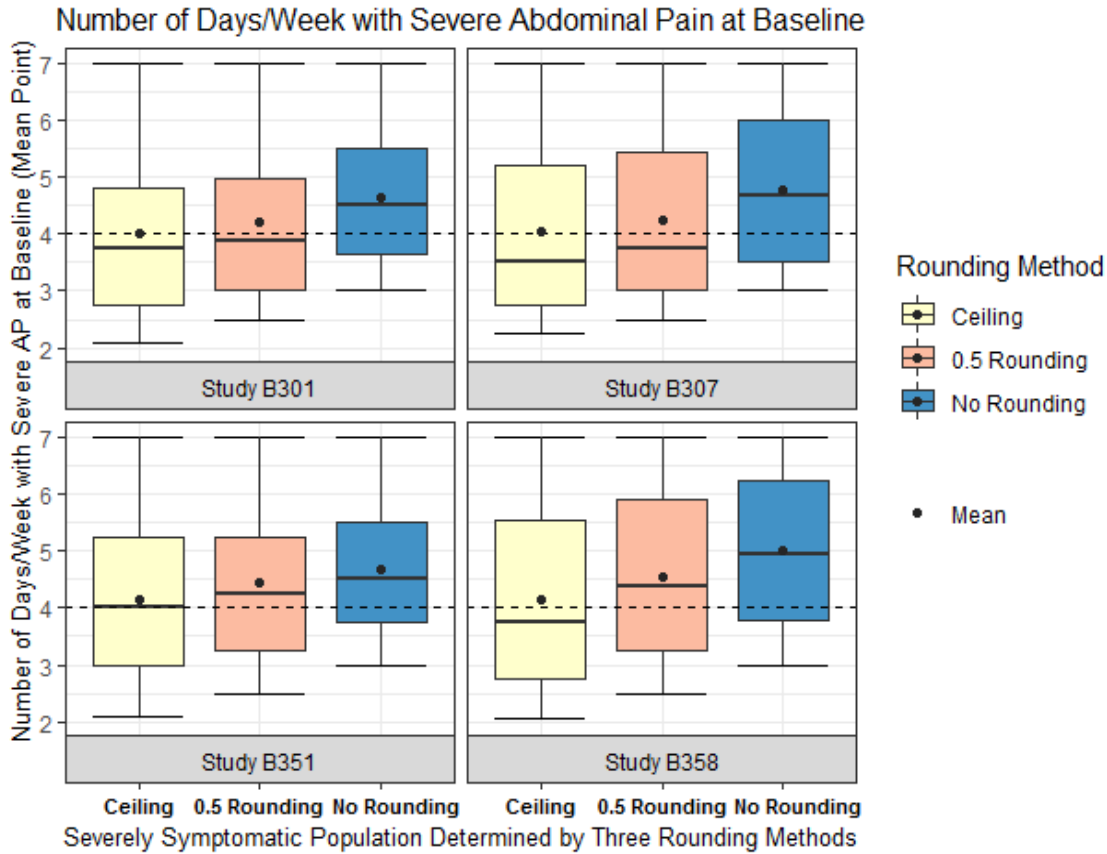 Number of Days/Week with Severe Abdominal Pain at Baseline
Number of Days/Week with Severe AP at Baseline (Mean Point)
7
6
5
4
3
2
Study B301
Study B307
7
6
5
4
3
2
Study B351
Study B358
Ceiling 0.5 Rounding No Rounding
Ceiling 0.5 Rounding No Rounding
Severely Symptomatic Population Determined by Three Rounding Methods
Rounding Method
Ceiling
0.5 Rounding
No Rounding
Mean